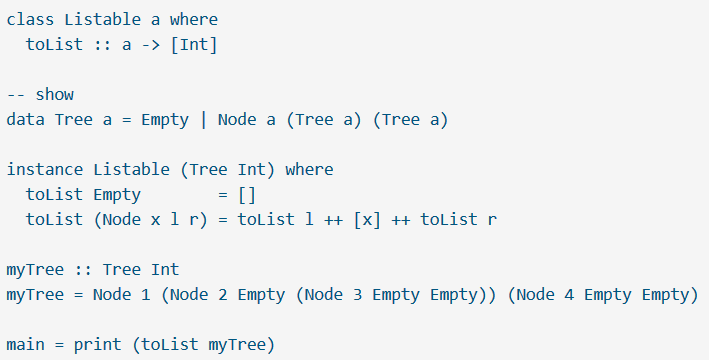 class Listable a where
  toList :: a -> [Int]

-- show
data Tree a = Empty | Node a (Tree a) (Tree a)

instance Listable (Tree Int) where
  toList Empty        = []
  toList (Node x l r) = toList l ++ [x] ++ toList r

myTree :: Tree Int
myTree = Node 1 (Node 2 Empty (Node 3 Empty Empty)) (Node 4 Empty Empty)

main = print (toList myTree)